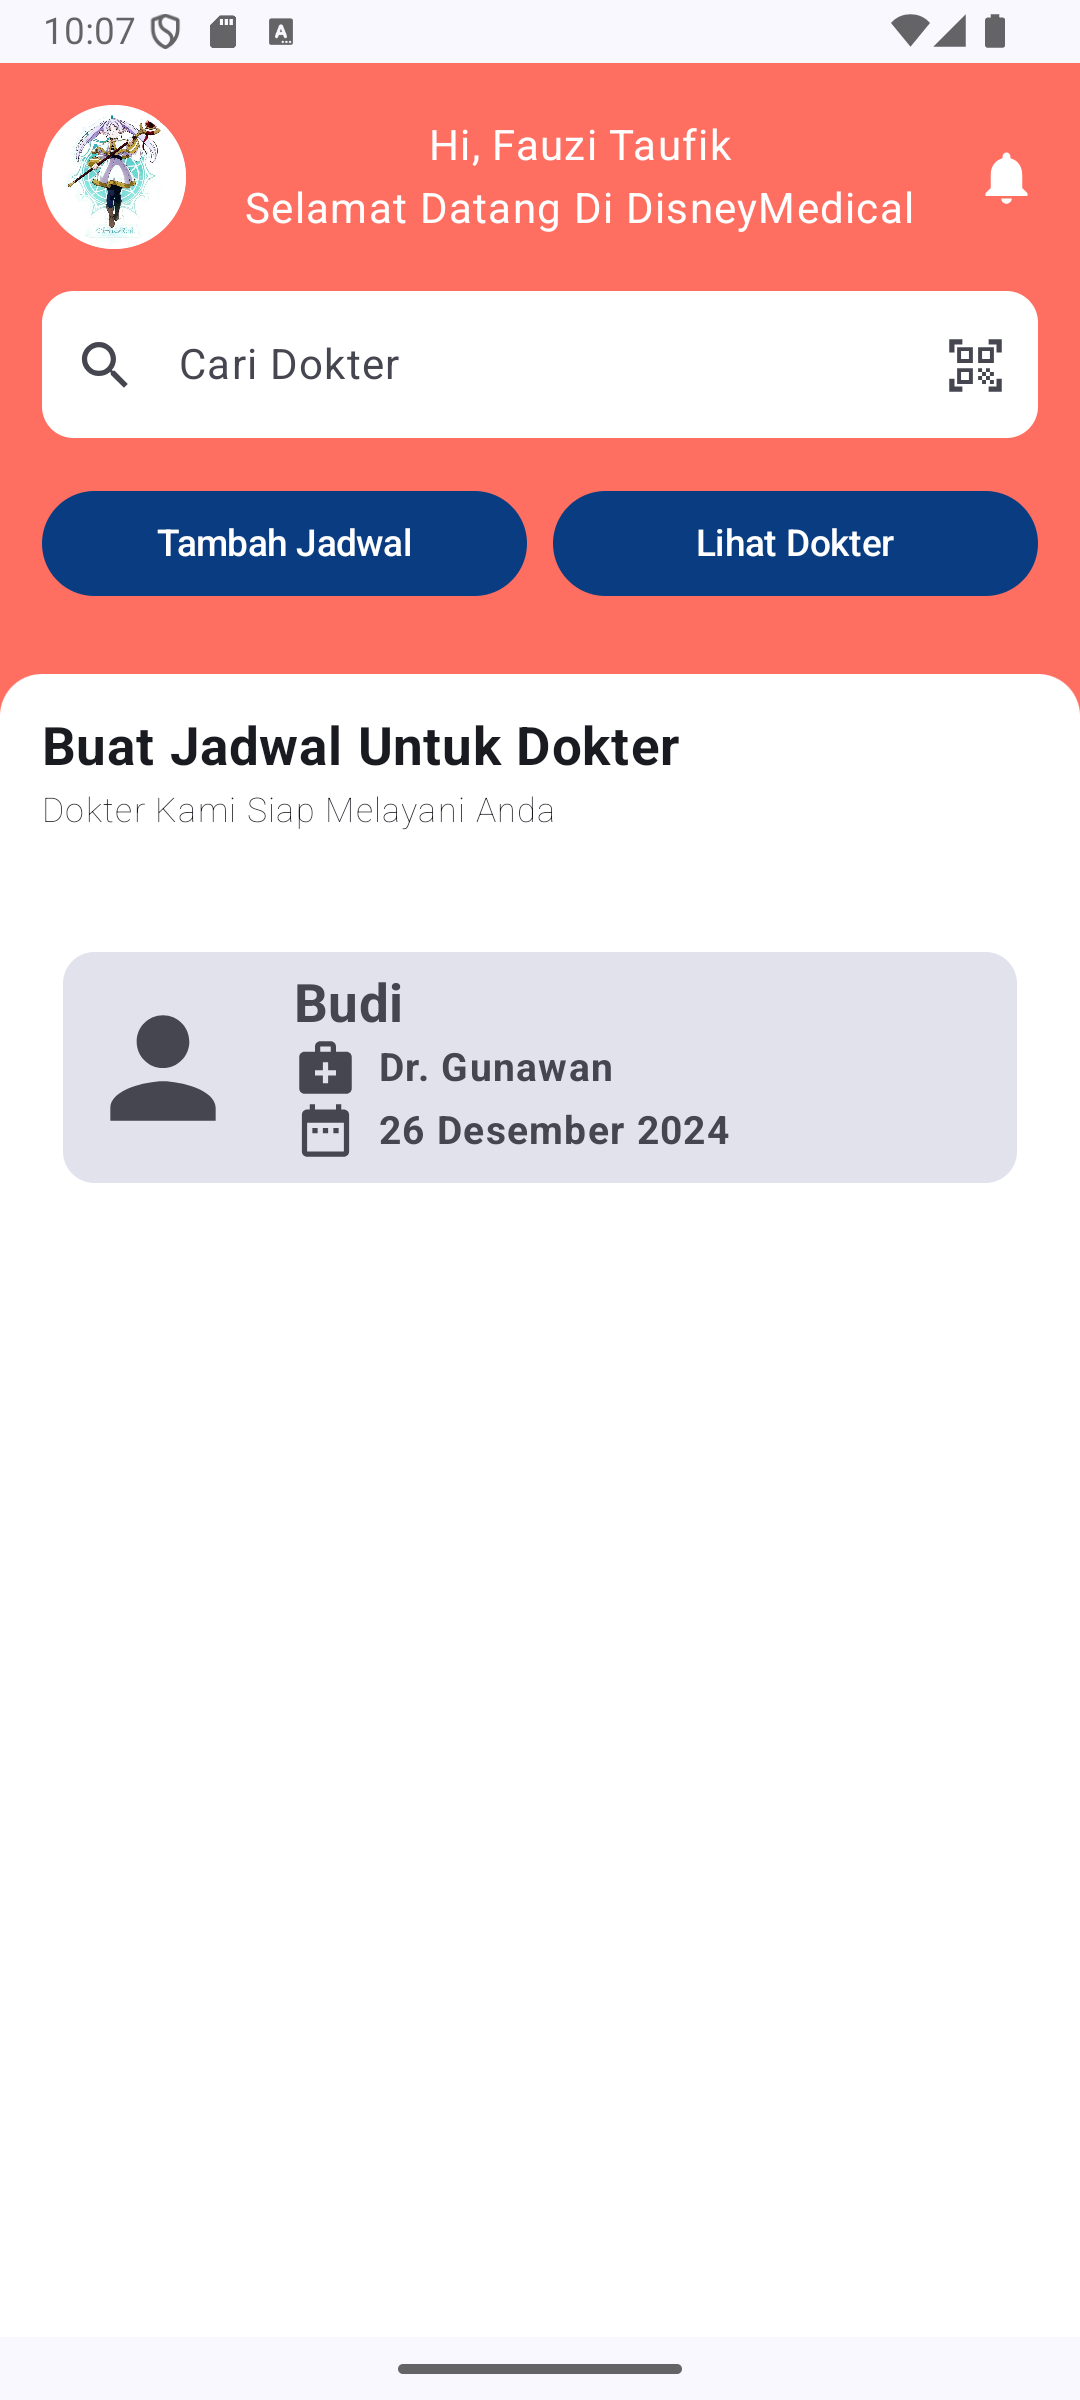 10:07
Hi, Fauzi Taufik
Selamat Datang Di DisneyMedical
Cari Dokter
Tambah Jadwal
Lihat Dokter
Buat Jadwal Untuk Dokter
Dokter Kami Siap Melayani Anda
Budi
Dr. Gunawan
26 Desember 2024